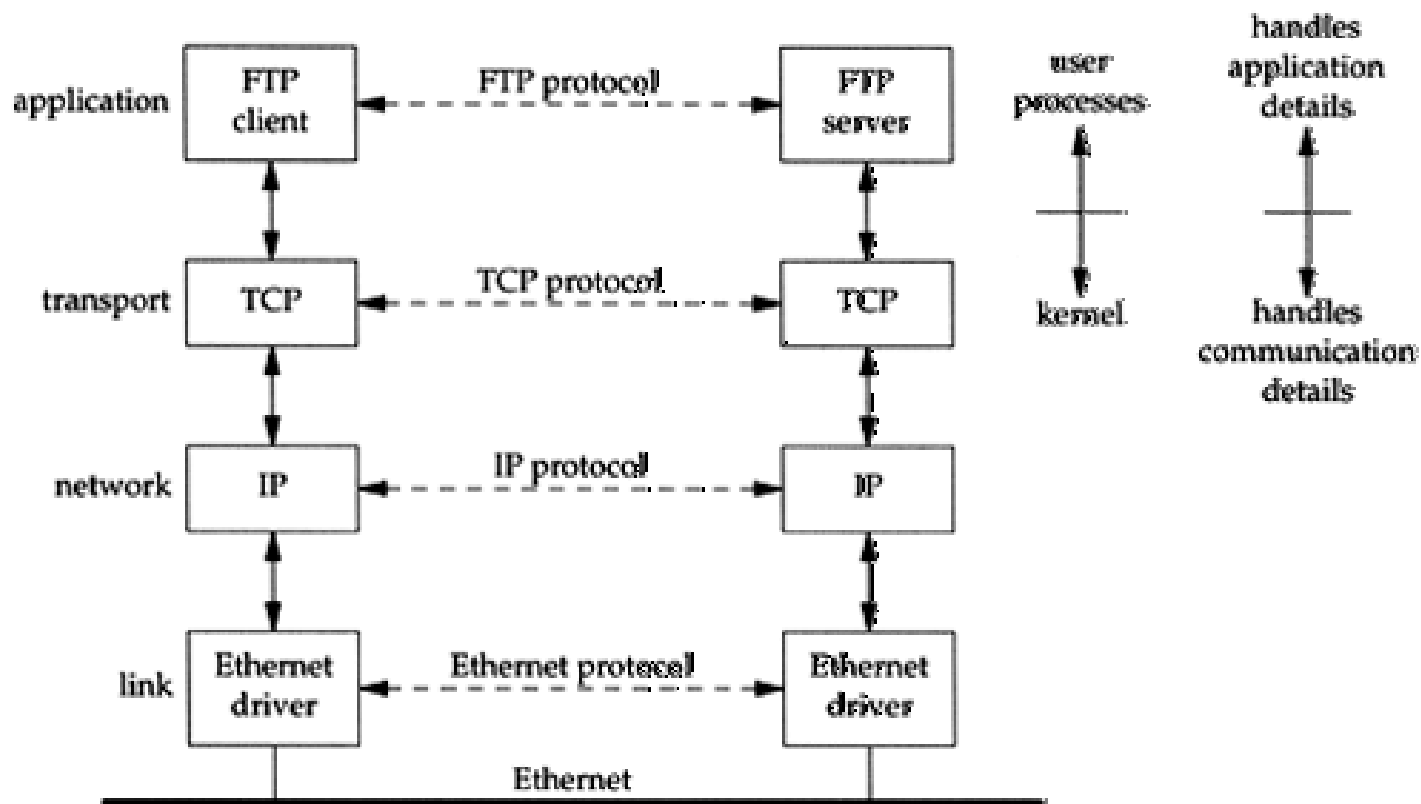 application
FTP
client
FTP protocol
FTP
server
user
processes
handles
application
details
transport
TCP
TCP protocol
TCP
kernel
handles
communication
details
network
IP
IP protocol
IP
link
Ethernet
driver
Ethernet protocol
Ethernet
driver
Ethernet